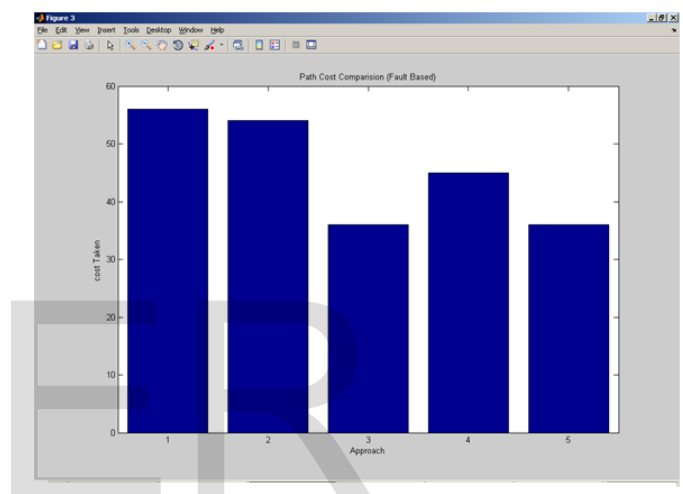 Figure 3
File Edit View Insert Tools Desktop Window Help
Path Cost Comparision (Fault Based)
60
50
40
30
20
10
0
cost Taken
1 2 3 4 5
Approach
ER